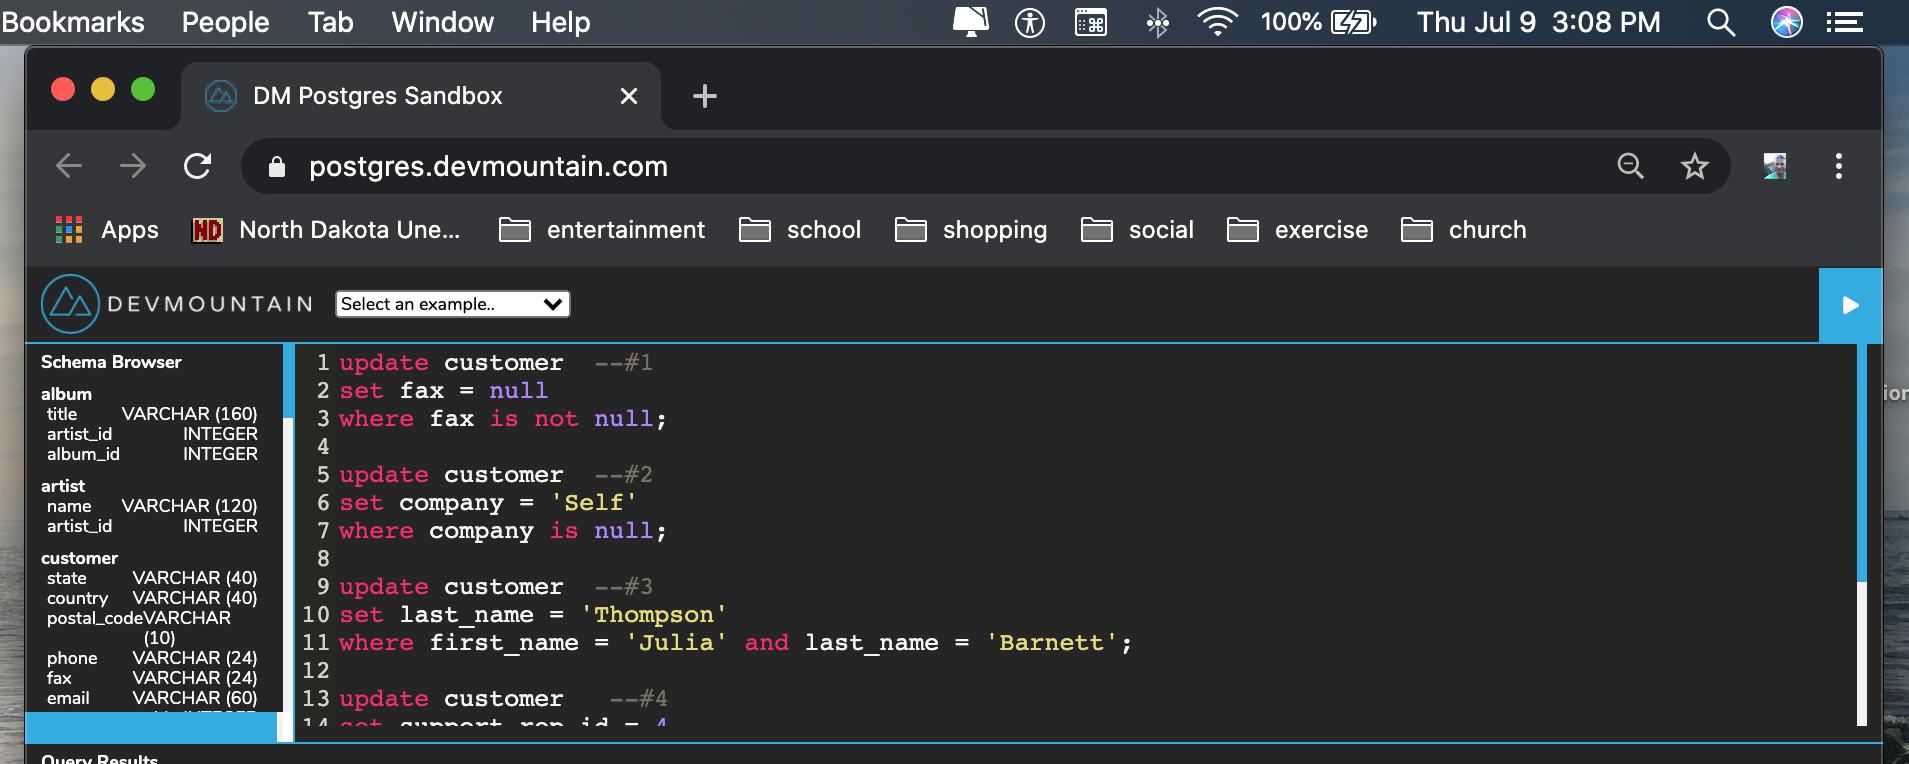 Bookmarks People Tab Window Help 100% Thu Jul 9 3:08 PM
DM Postgres Sandbox
postgres.devmountain.com
Apps North Dakota Une... entertainment school shopping social exercise church
DEVMOUNTAIN Select an example..
Schema Browser
album
title VARCHAR (160)
artist_id INTEGER
album_id INTEGER
artist
name VARCHAR (120)
artist_id INTEGER
customer
state VARCHAR (40)
country VARCHAR (40)
postal_code VARCHAR
(10)
phone VARCHAR (24)
fax VARCHAR (24)
email VARCHAR (60)
1 update customer --#1
2 set fax = null
3 where fax is not null;
4
5 update customer --#2
6 set company = 'Self'
7 where company is null;
8
9 update customer --#3
10 set last_name = 'Thompson'
11 where first_name = 'Julia' and last_name = 'Barnett';
12
13 update customer --#4
14 set support_rep_id = 4
Query Results